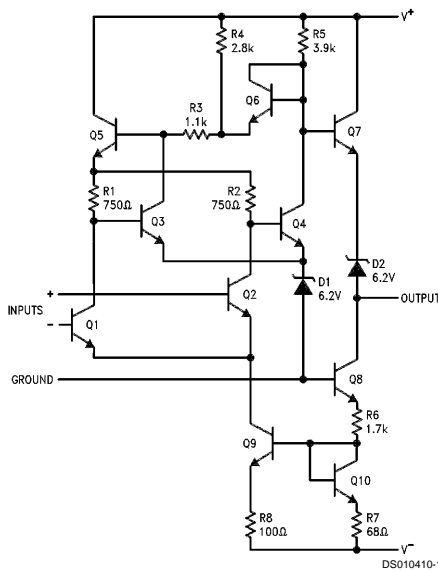 V+
R4
2.8k
R5
3.9k
R3
1.1k
Q6
Q5
Q7
R1
750Ω
R2
750Ω
Q3
Q4
D2
6.2V
D1
6.2V
+
Q2
OUTPUT
INPUTS
-
Q1
GROUND
Q8
R6
1.7k
Q9
Q10
R8
100Ω
R7
68Ω
V-
DS010410-1